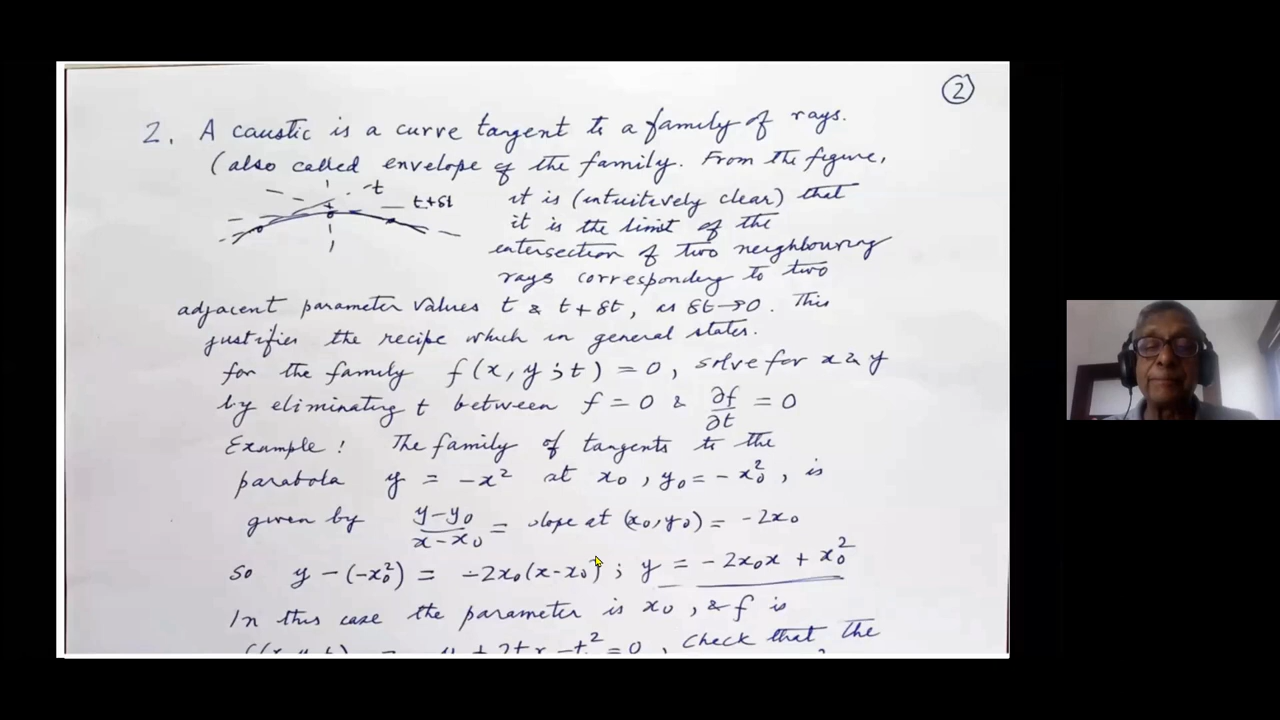 ②
2. A caustic is a curve tangent to a family of rays.
(also called envelope of the family. From the figure,
t
t+δt
it is (intuitively clear) that
it is the limit of the
intersection of two neighbouring
rays corresponding to two
adjacent parameter values t & t+δt, as δt→0. This
justifies the recipe which in general states.
for the family f(x, y; t) = 0, solve for x & y
by eliminating t between f = 0 & ∂f/∂t = 0
Example: The family of tangents to the
parabola y = -x² at x₀, y₀ = -x₀², is
given by (y-y₀)/(x-x₀) = slope at (x₀,y₀) = -2x₀
So y-(-x₀²) = -2x₀(x-x₀); y = -2x₀x + x₀²
In this case the parameter is x₀, & f is
y + 2tx - t² = 0, Check that the